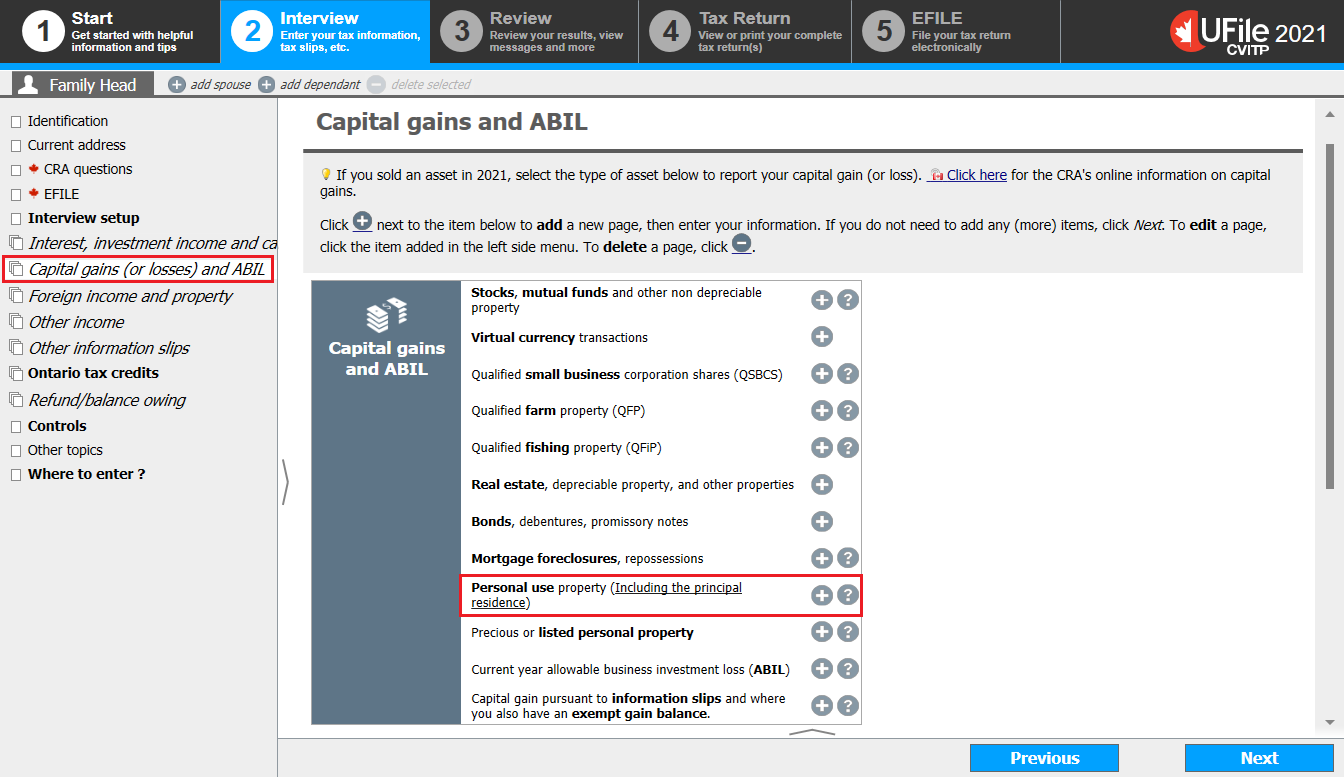 1
Start
Get started with helpful
information and tips
2
Interview
Enter your tax information,
tax slips, etc.
3
Review
Review your results, view
messages and more
4
Tax Return
View or print your complete
tax return(s)
5
EFILE
File your tax return
electronically
UFile 2021
CVITP
Family Head
add spouse
add dependant
delete selected
Identification
Current address
CRA questions
EFILE
Interview setup
Interest, investment income and ca
Capital gains (or losses) and ABIL
Foreign income and property
Other income
Other information slips
Ontario tax credits
Refund/balance owing
Controls
Other topics
Where to enter ?
Capital gains and ABIL
If you sold an asset in 2021, select the type of asset below to report your capital gain (or loss). Click here for the CRA's online information on capital
gains.
Click + next to the item below to add a new page, then enter your information. If you do not need to add any (more) items, click Next. To edit a page,
click the item added in the left side menu. To delete a page, click −.
Capital gains
and ABIL
Stocks, mutual funds and other non depreciable
property
Virtual currency transactions
Qualified small business corporation shares (QSBCS)
Qualified farm property (QFP)
Qualified fishing property (QFiP)
Real estate, depreciable property, and other properties
Bonds, debentures, promissory notes
Mortgage foreclosures, repossessions
Personal use property (Including the principal
residence)
Precious or listed personal property
Current year allowable business investment loss (ABIL)
Capital gain pursuant to information slips and where
you also have an exempt gain balance.
Previous
Next